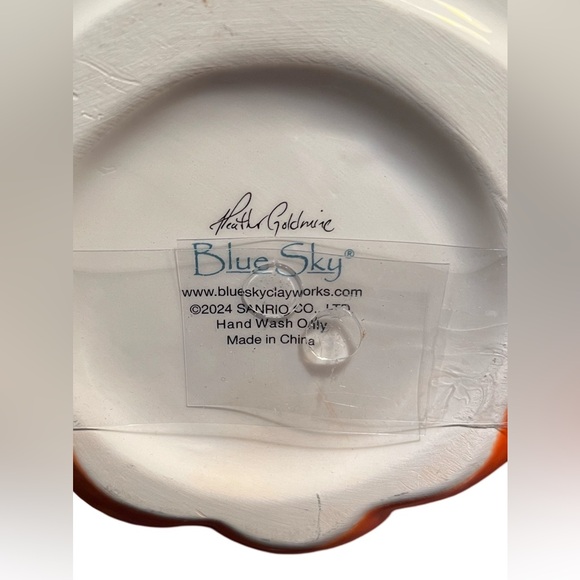 Heather Goldmine
Blue Sky®
www.blueskyclayworks.com
©2024 SANRIO CO., LTD.
Hand Wash Only
Made in China